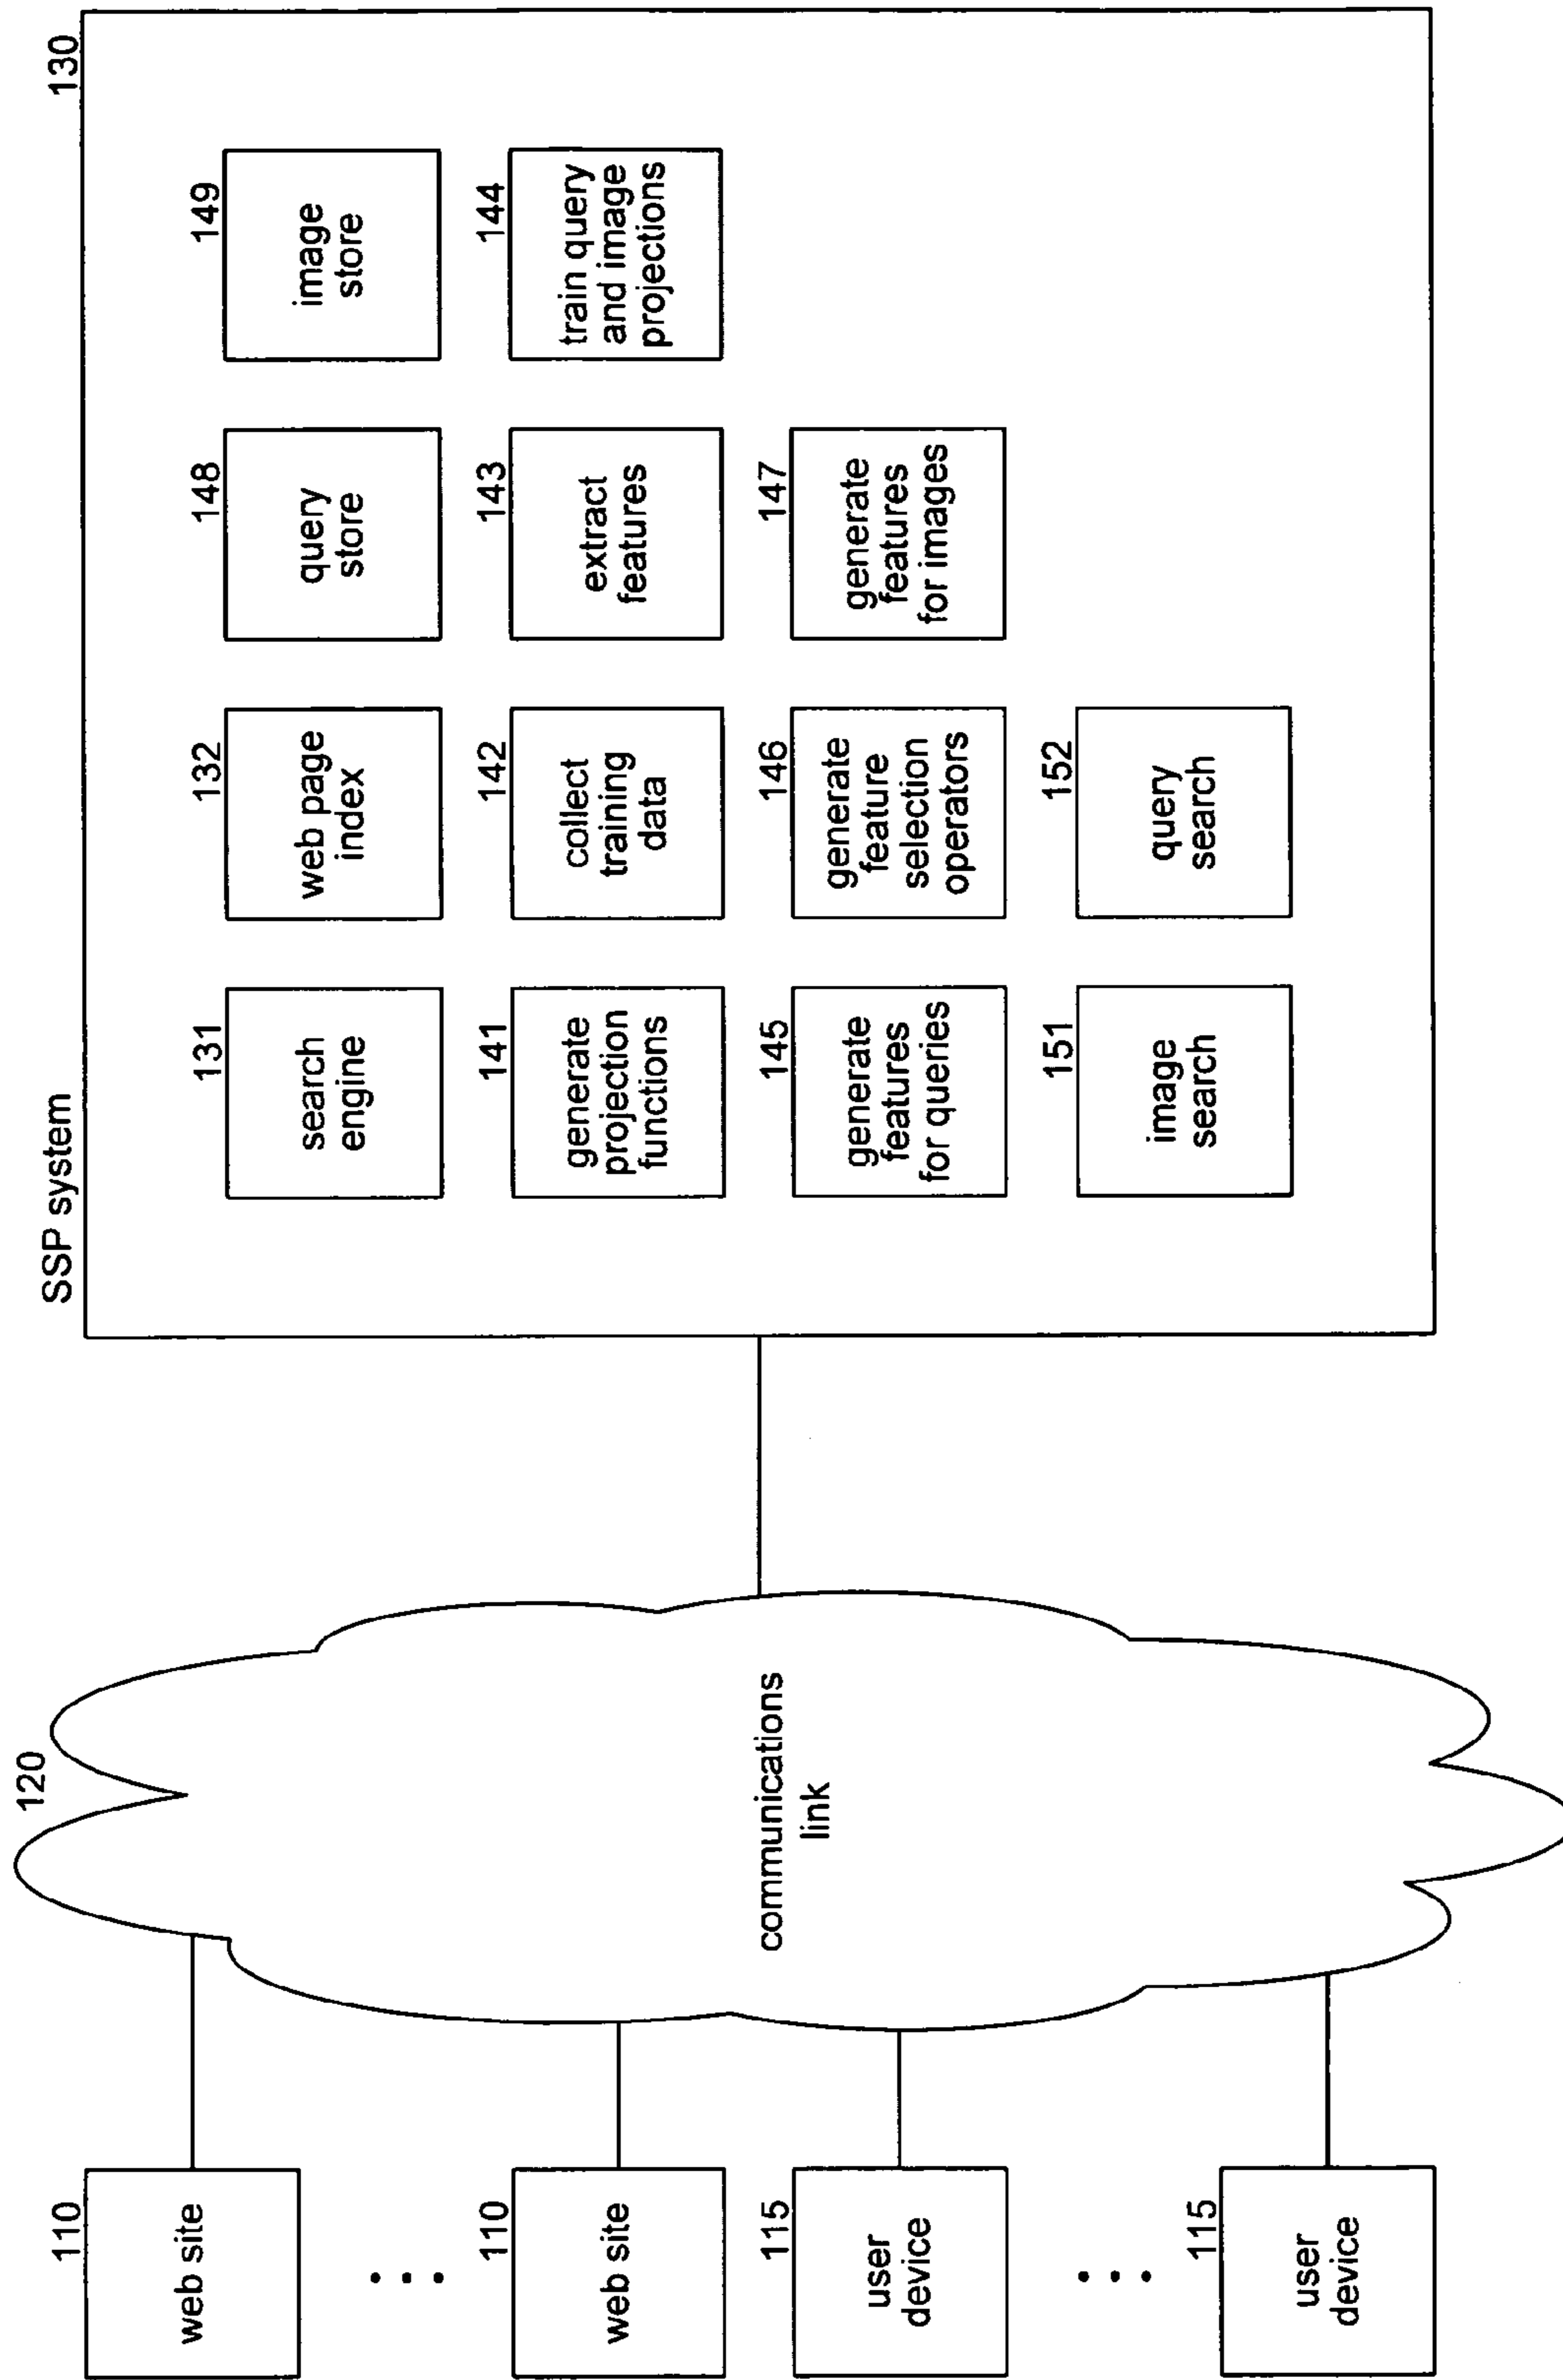 110
web site
110
web site
115
user
device
115
user
device
120
communications
link
SSP system
130
131
search
engine
132
web page
index
148
query
store
149
image
store
141
generate
projection
functions
142
collect
training
data
143
extract
features
144
train query
and image
projections
145
generate
features
for queries
146
generate
feature
selection
operators
147
generate
features
for images
151
image
search
152
query
search